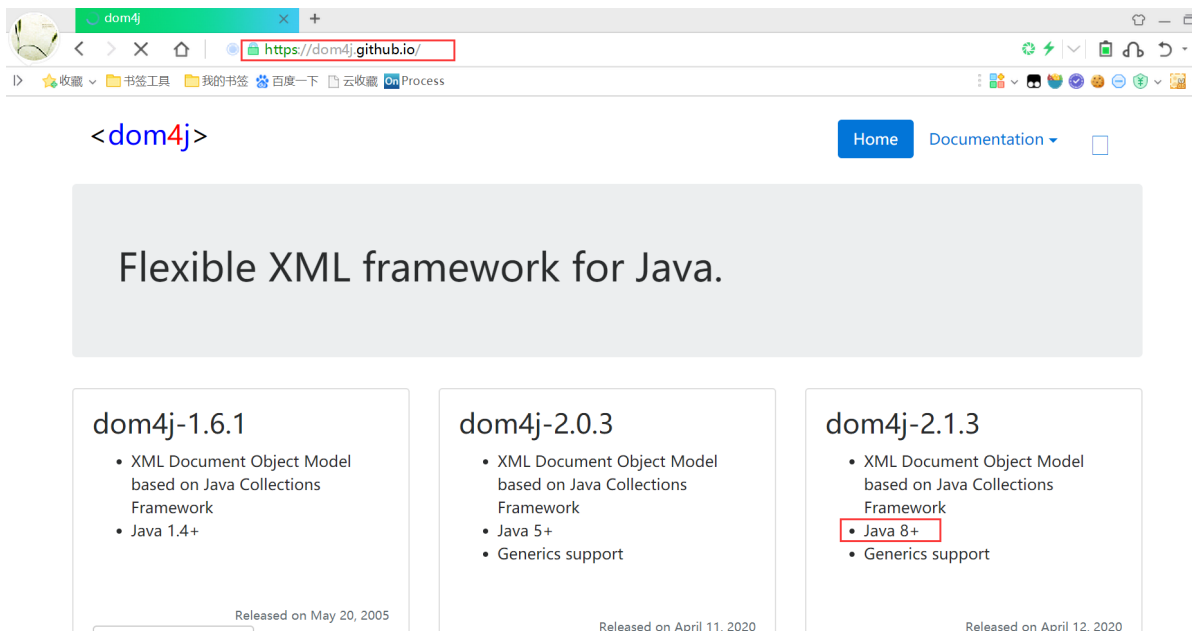 dom4j
https://dom4j.github.io/
收藏
书签工具
我的书签
百度一下
云收藏
On Process
<dom4j>
Home
Documentation
Flexible XML framework for Java.
dom4j-1.6.1
XML Document Object Model
based on Java Collections
Framework
Java 1.4+
Released on May 20, 2005
dom4j-2.0.3
XML Document Object Model
based on Java Collections
Framework
Java 5+
Generics support
Released on April 11, 2020
dom4j-2.1.3
XML Document Object Model
based on Java Collections
Framework
Java 8+
Generics support
Released on April 12, 2020